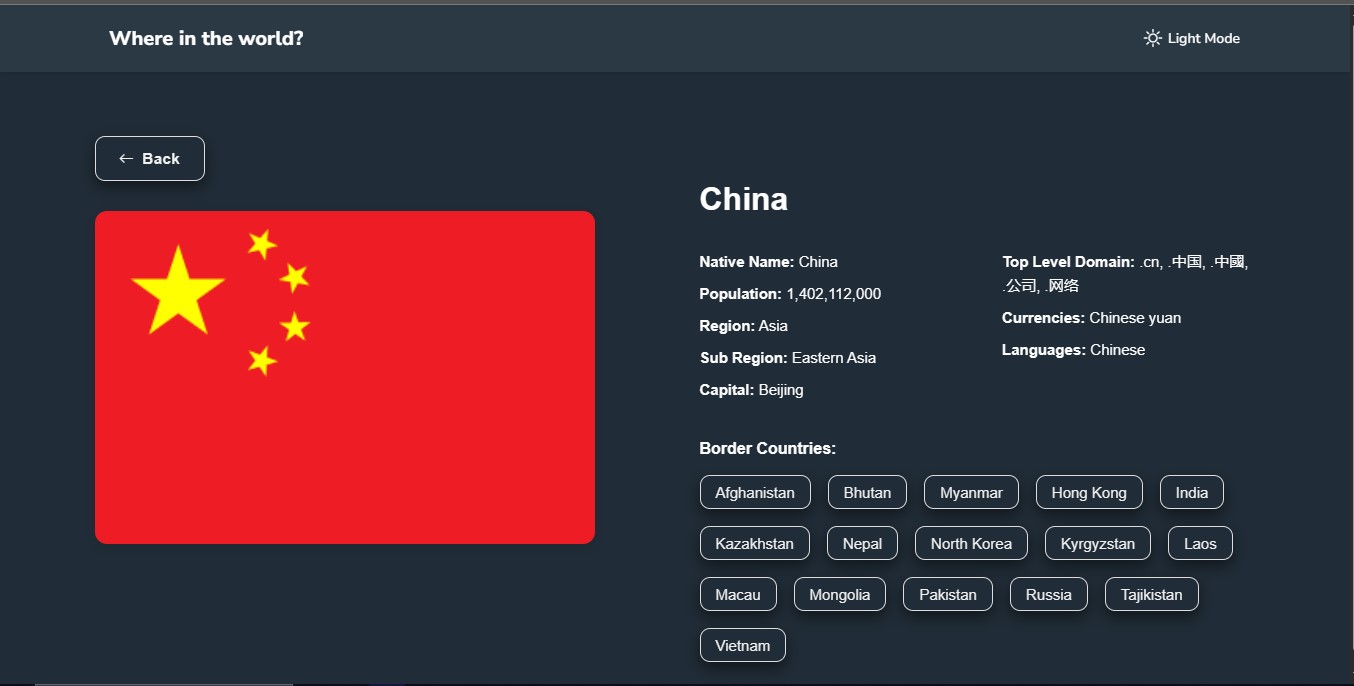 Where in the world?
Light Mode
← Back
China
Native Name: China
Population: 1,402,112,000
Region: Asia
Sub Region: Eastern Asia
Capital: Beijing
Top Level Domain: .cn, .中国, .中國,
.公司, .网络
Currencies: Chinese yuan
Languages: Chinese
Border Countries:
Afghanistan Bhutan Myanmar Hong Kong India
Kazakhstan Nepal North Korea Kyrgyzstan Laos
Macau Mongolia Pakistan Russia Tajikistan
Vietnam